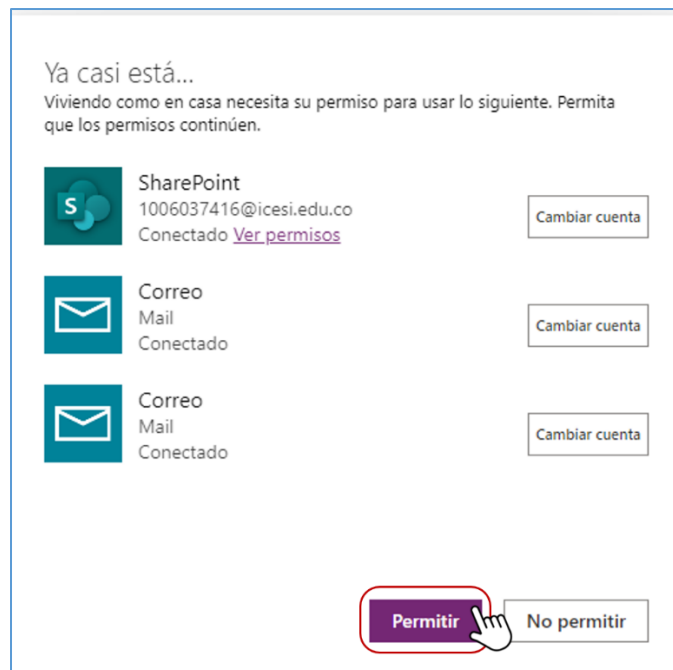 Ya casi está...
Viviendo como en casa necesita su permiso para usar lo siguiente. Permita
que los permisos continúen.
S
SharePoint
1006037416@icesi.edu.co
Conectado Ver permisos
Cambiar cuenta
Correo
Mail
Conectado
Cambiar cuenta
Correo
Mail
Conectado
Cambiar cuenta
Permitir
No permitir